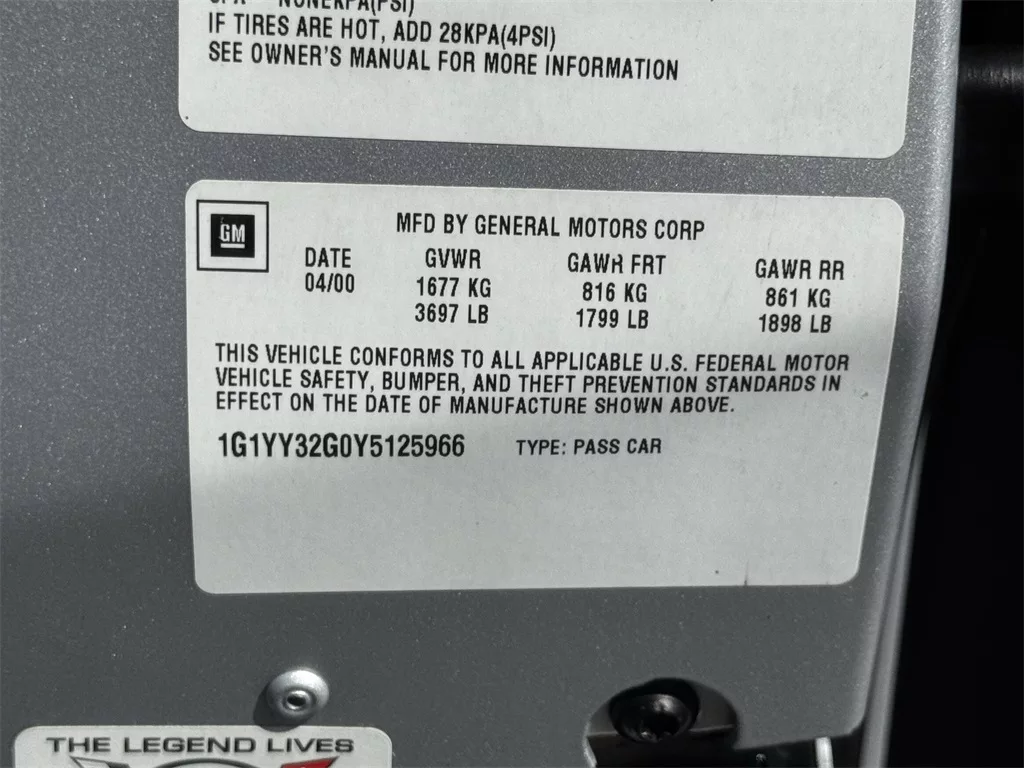 IF TIRES ARE HOT, ADD 28KPA(4PSI)
SEE OWNER'S MANUAL FOR MORE INFORMATION
GM
MFD BY GENERAL MOTORS CORP
DATE GVWR GAWR FRT GAWR RR
04/00 1677 KG 816 KG 861 KG
3697 LB 1799 LB 1898 LB
THIS VEHICLE CONFORMS TO ALL APPLICABLE U.S. FEDERAL MOTOR
VEHICLE SAFETY, BUMPER, AND THEFT PREVENTION STANDARDS IN
EFFECT ON THE DATE OF MANUFACTURE SHOWN ABOVE.
1G1YY32G0Y5125966 TYPE: PASS CAR
THE LEGEND LIVES